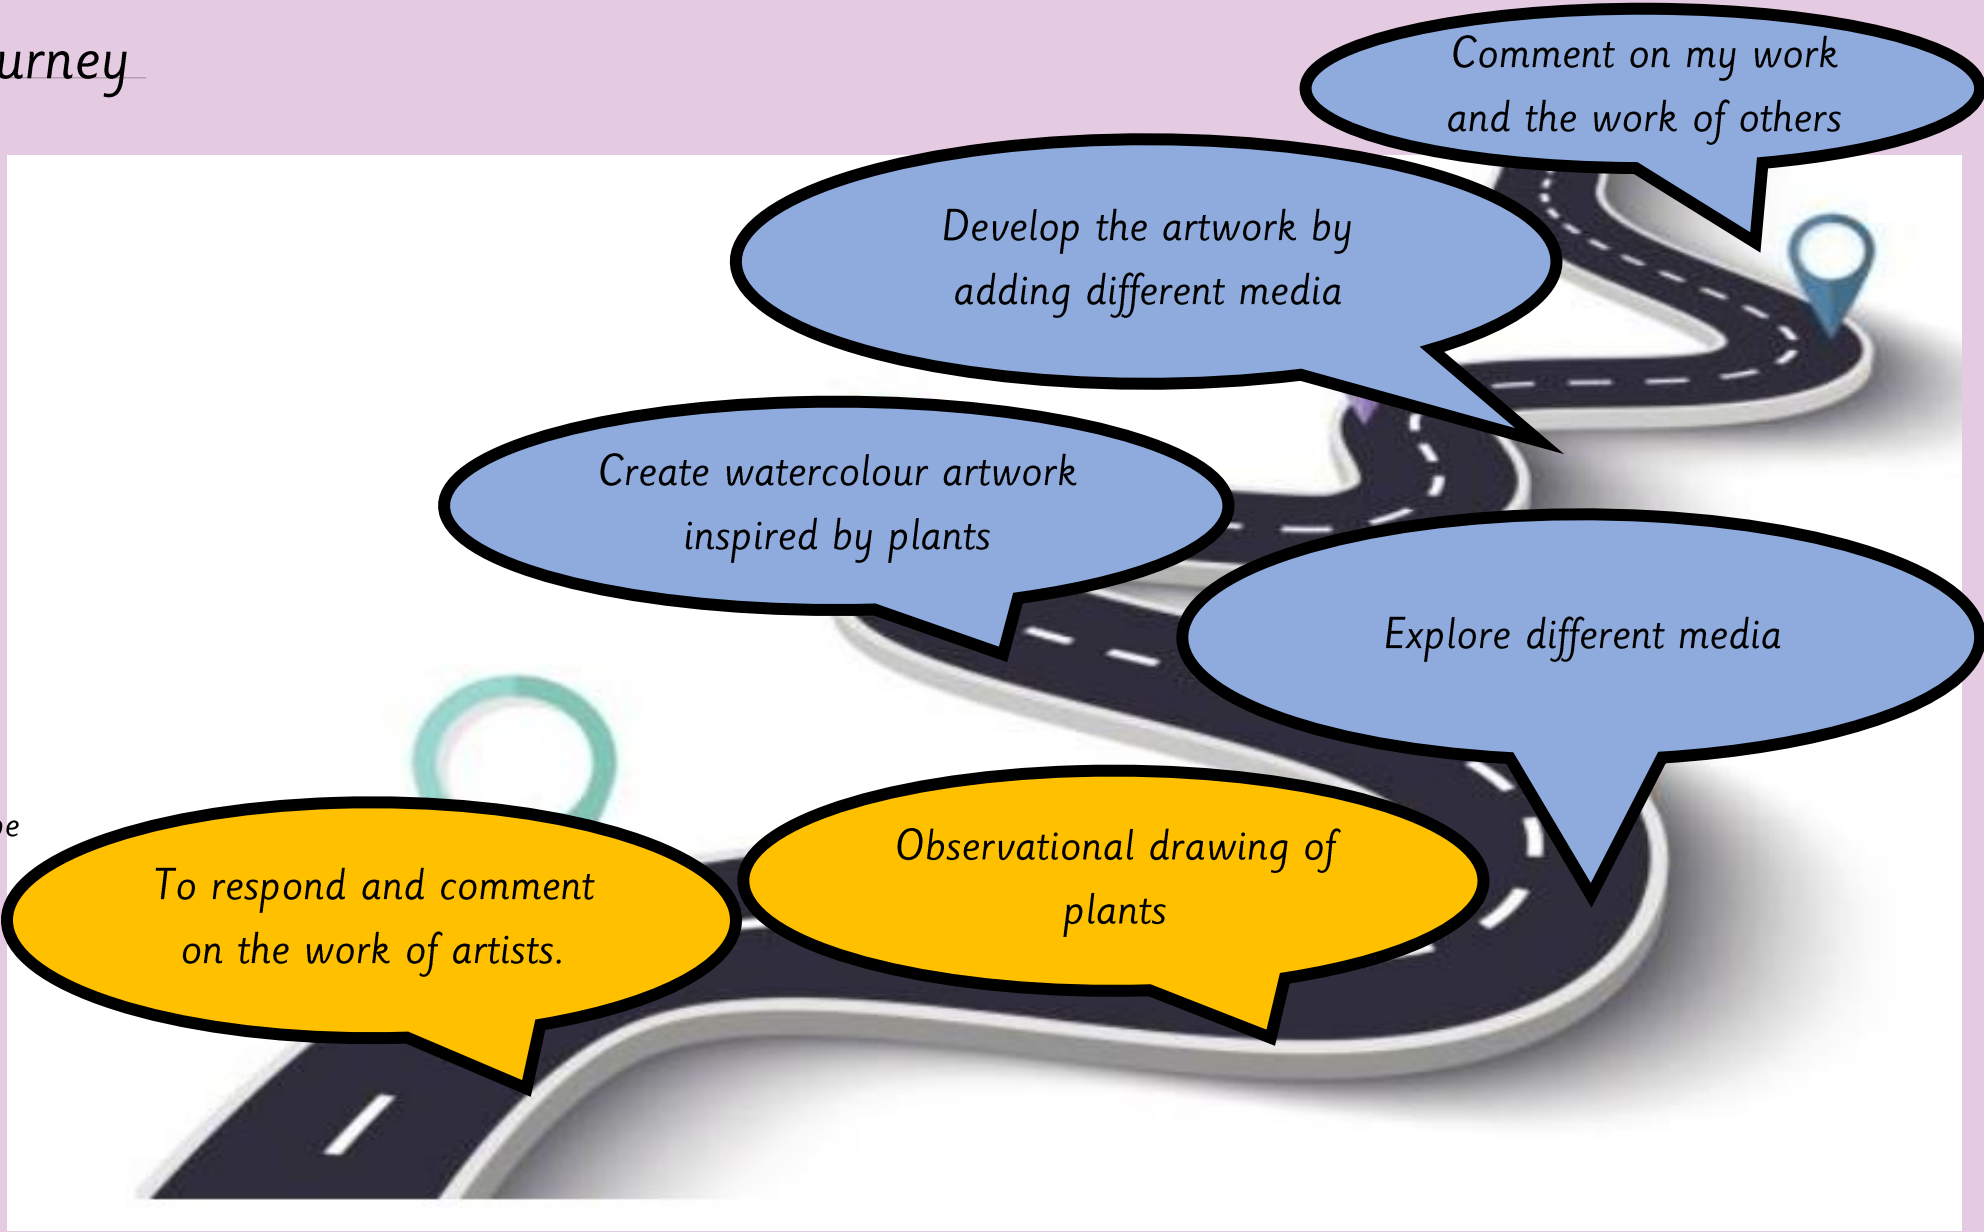 Comment on my work
and the work of others
Develop the artwork by
adding different media
Create watercolour artwork
inspired by plants
Explore different media
Observational drawing of
plants
To respond and comment
on the work of artists.